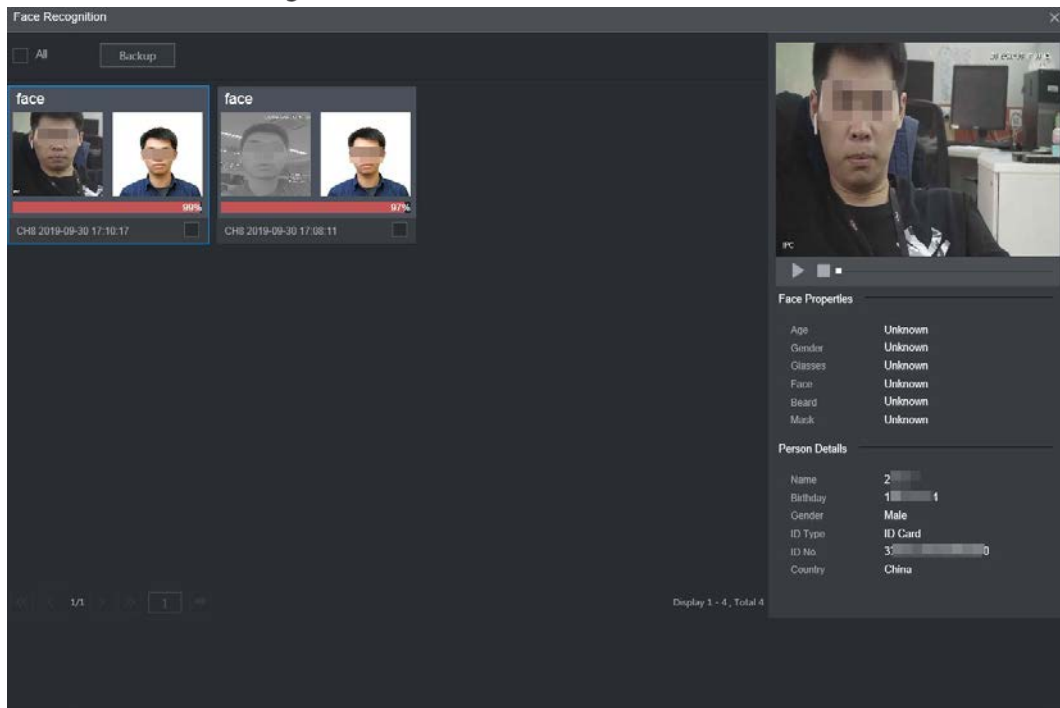 Face Recognition
All
Backup
face
99%
CH8 2019-09-30 17:10:17
face
97%
CH8 2019-09-30 17:08:11
IPC
Face Properties
Age Unknown
Gender Unknown
Glasses Unknown
Face Unknown
Beard Unknown
Mask Unknown
Person Details
Name 2
Birthday 1
Gender Male
ID Type ID Card
ID No. 3
Country China
1/1
1
Display 1 - 4, Total 4